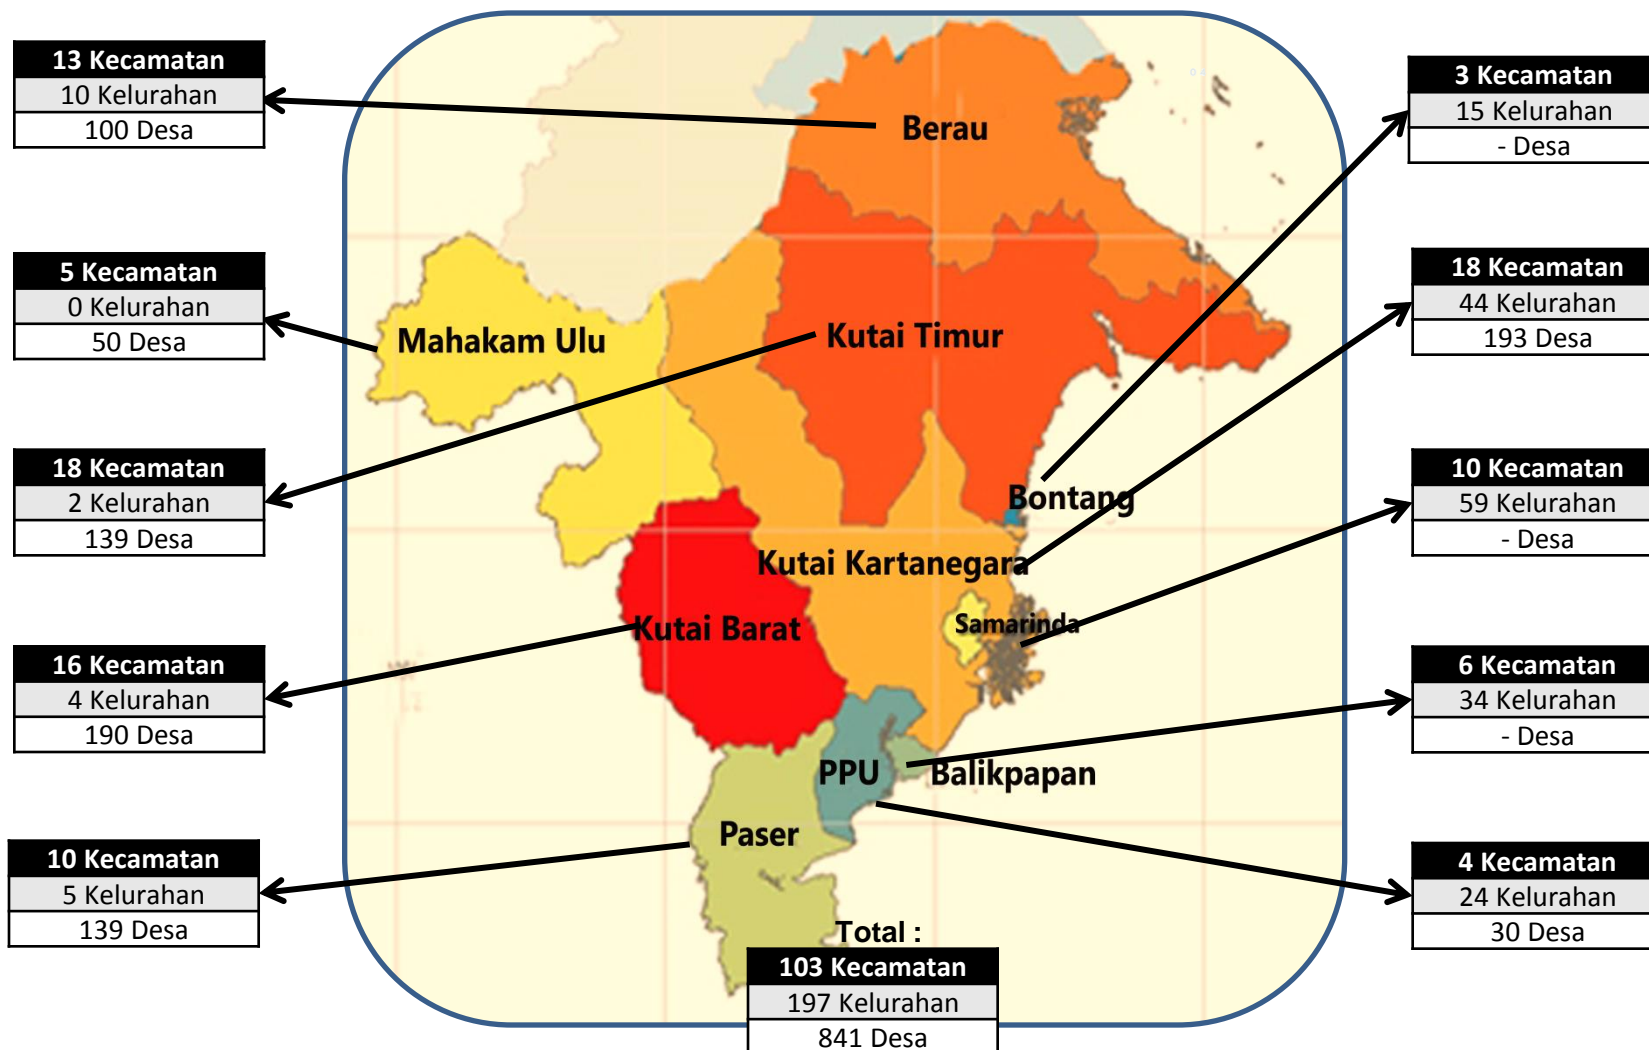 13 Kecamatan
10 Kelurahan
100 Desa
5 Kecamatan
0 Kelurahan
50 Desa
18 Kecamatan
2 Kelurahan
139 Desa
16 Kecamatan
4 Kelurahan
190 Desa
10 Kecamatan
5 Kelurahan
139 Desa
Berau
Mahakam Ulu
Kutai Timur
Bontang
Kutai Kartanegara
Samarinda
Kutai Barat
PPU
Balikpapan
Paser
Total :
103 Kecamatan
197 Kelurahan
841 Desa
3 Kecamatan
15 Kelurahan
- Desa
18 Kecamatan
44 Kelurahan
193 Desa
10 Kecamatan
59 Kelurahan
- Desa
6 Kecamatan
34 Kelurahan
- Desa
4 Kecamatan
24 Kelurahan
30 Desa